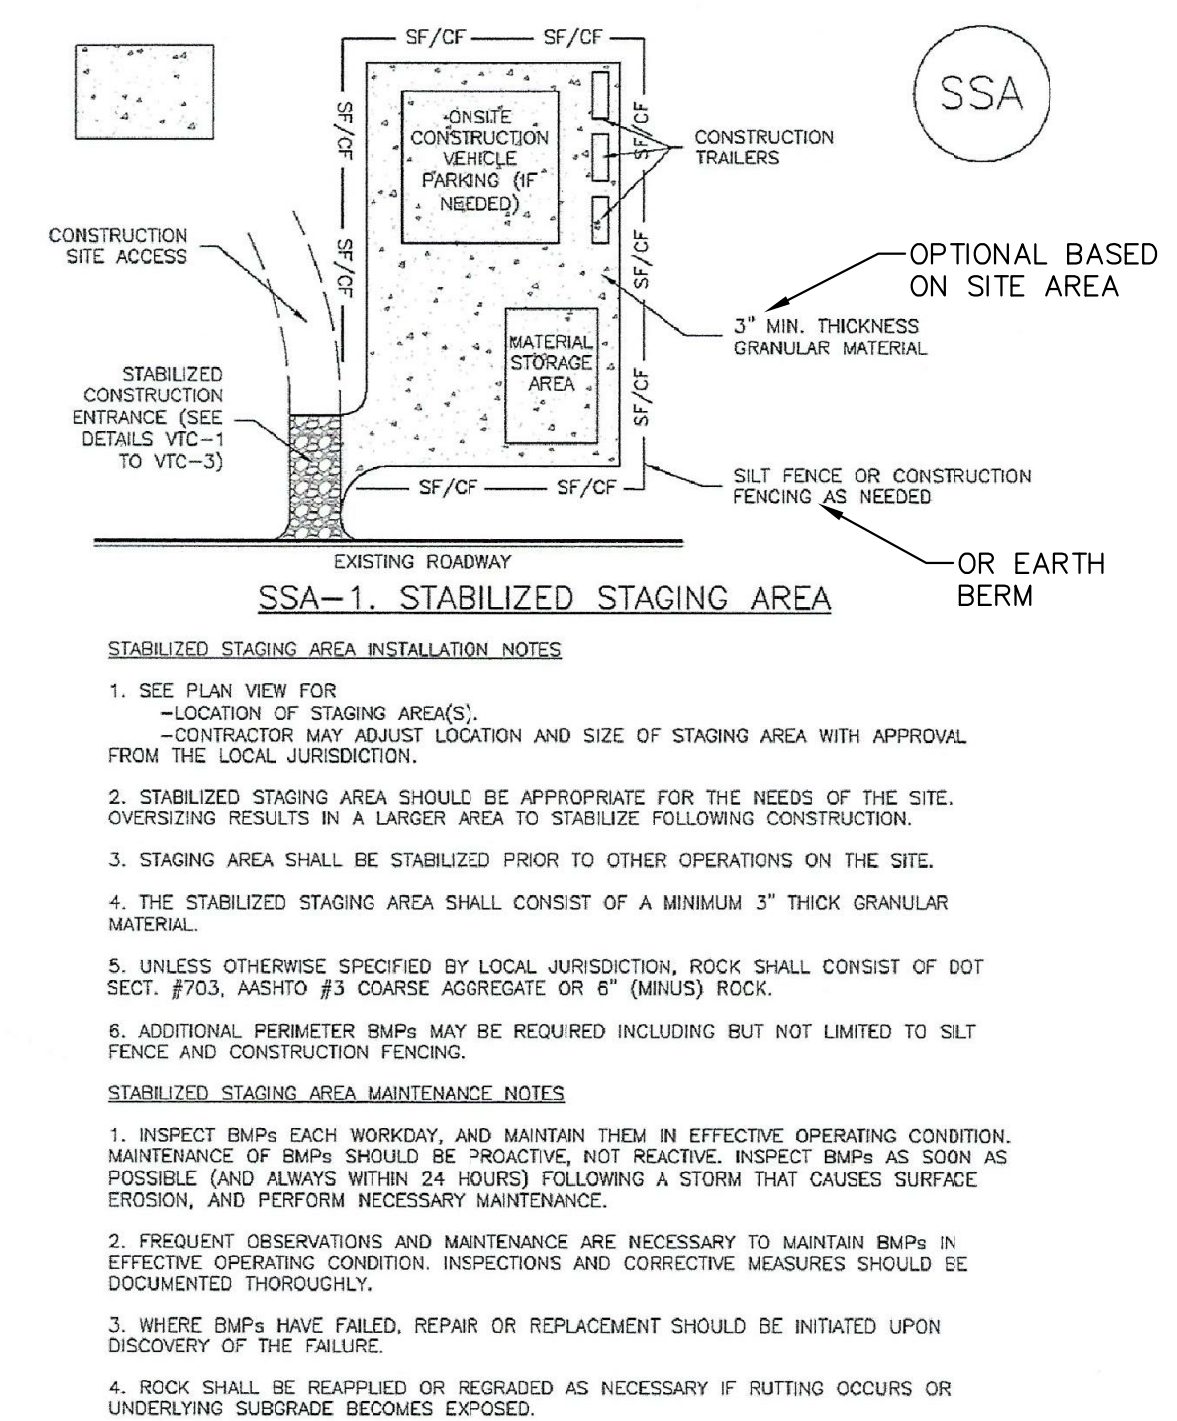 SF/CF SF/CF
SSA
ONSITE
CONSTRUCTION
VEHICLE
PARKING (IF
NEEDED)
SF/CF
SF/CF
SF/CF
SF/CF
SF/CF
CONSTRUCTION
TRAILERS
CONSTRUCTION
SITE ACCESS
OPTIONAL BASED
ON SITE AREA
3" MIN. THICKNESS
GRANULAR MATERIAL
MATERIAL
STORAGE
AREA
STABILIZED
CONSTRUCTION
ENTRANCE (SEE
DETAILS VTC-1
TO VTC-3)
SF/CF SF/CF
SILT FENCE OR CONSTRUCTION
FENCING AS NEEDED
OR EARTH
BERM
EXISTING ROADWAY
SSA-1. STABILIZED STAGING AREA
STABILIZED STAGING AREA INSTALLATION NOTES
1. SEE PLAN VIEW FOR
-LOCATION OF STAGING AREA(S).
-CONTRACTOR MAY ADJUST LOCATION AND SIZE OF STAGING AREA WITH APPROVAL
FROM THE LOCAL JURISDICTION.
2. STABILIZED STAGING AREA SHOULD BE APPROPRIATE FOR THE NEEDS OF THE SITE.
OVERSIZING RESULTS IN A LARGER AREA TO STABILIZE FOLLOWING CONSTRUCTION.
3. STAGING AREA SHALL BE STABILIZED PRIOR TO OTHER OPERATIONS ON THE SITE.
4. THE STABILIZED STAGING AREA SHALL CONSIST OF A MINIMUM 3" THICK GRANULAR
MATERIAL.
5. UNLESS OTHERWISE SPECIFIED BY LOCAL JURISDICTION, ROCK SHALL CONSIST OF DOT
SECT. #703, AASHTO #3 COARSE AGGREGATE OR 6" (MINUS) ROCK.
6. ADDITIONAL PERIMETER BMPs MAY BE REQUIRED INCLUDING BUT NOT LIMITED TO SILT
FENCE AND CONSTRUCTION FENCING.
STABILIZED STAGING AREA MAINTENANCE NOTES
1. INSPECT BMPs EACH WORKDAY, AND MAINTAIN THEM IN EFFECTIVE OPERATING CONDITION.
MAINTENANCE OF BMPs SHOULD BE PROACTIVE, NOT REACTIVE. INSPECT BMPs AS SOON AS
POSSIBLE (AND ALWAYS WITHIN 24 HOURS) FOLLOWING A STORM THAT CAUSES SURFACE
EROSION, AND PERFORM NECESSARY MAINTENANCE.
2. FREQUENT OBSERVATIONS AND MAINTENANCE ARE NECESSARY TO MAINTAIN BMPs IN
EFFECTIVE OPERATING CONDITION. INSPECTIONS AND CORRECTIVE MEASURES SHOULD BE
DOCUMENTED THOROUGHLY.
3. WHERE BMPs HAVE FAILED, REPAIR OR REPLACEMENT SHOULD BE INITIATED UPON
DISCOVERY OF THE FAILURE.
4. ROCK SHALL BE REAPPLIED OR REGRADED AS NECESSARY IF RUTTING OCCURS OR
UNDERLYING SUBGRADE BECOMES EXPOSED.